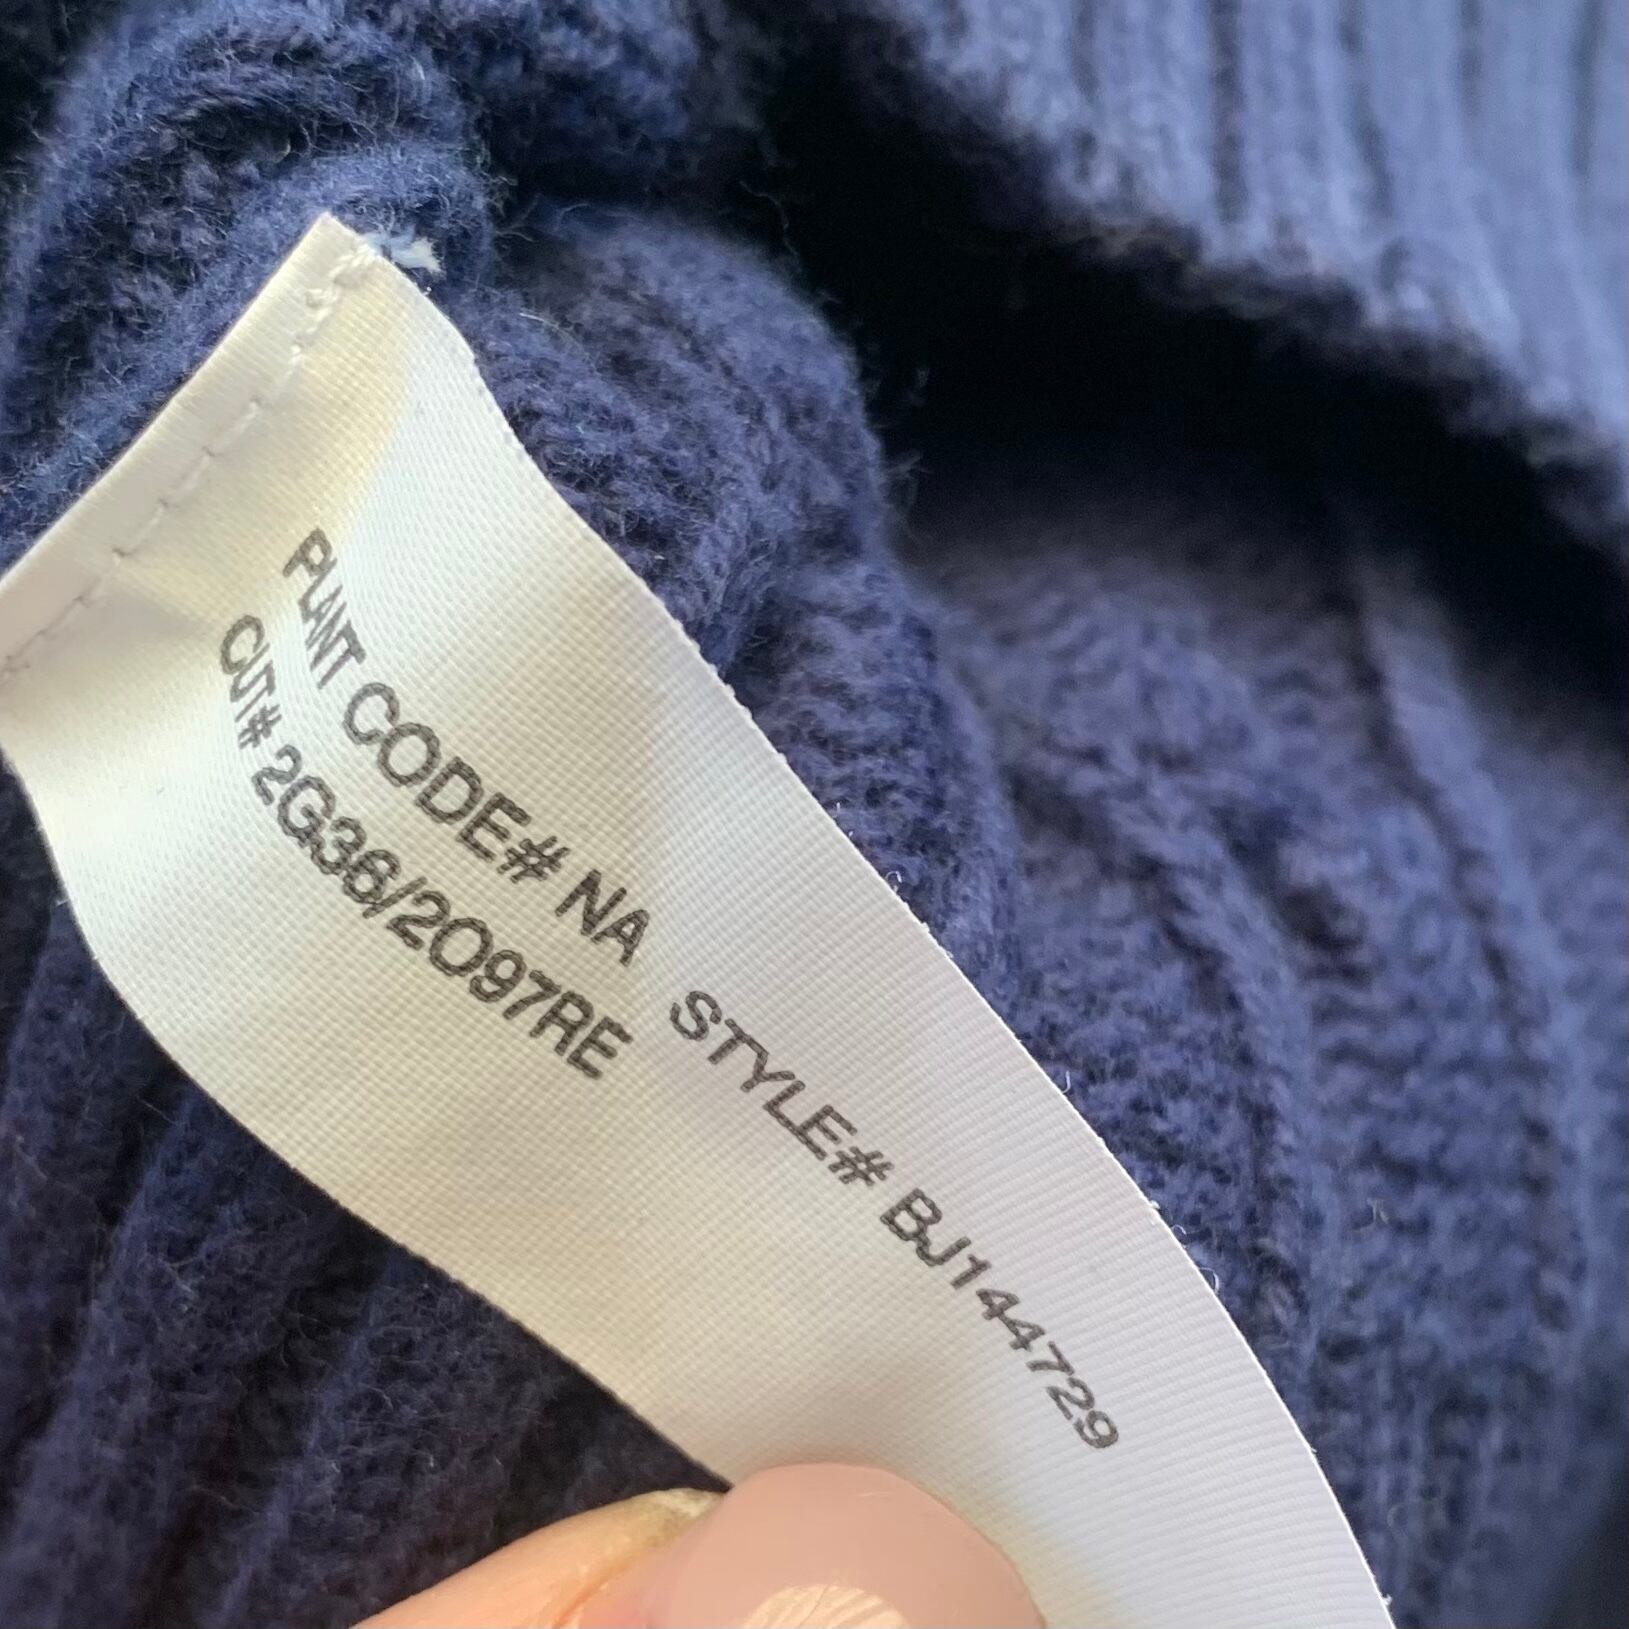 PLANT CODE# NA STYLE# BJ144729
CUT# 2G36/2O97RE